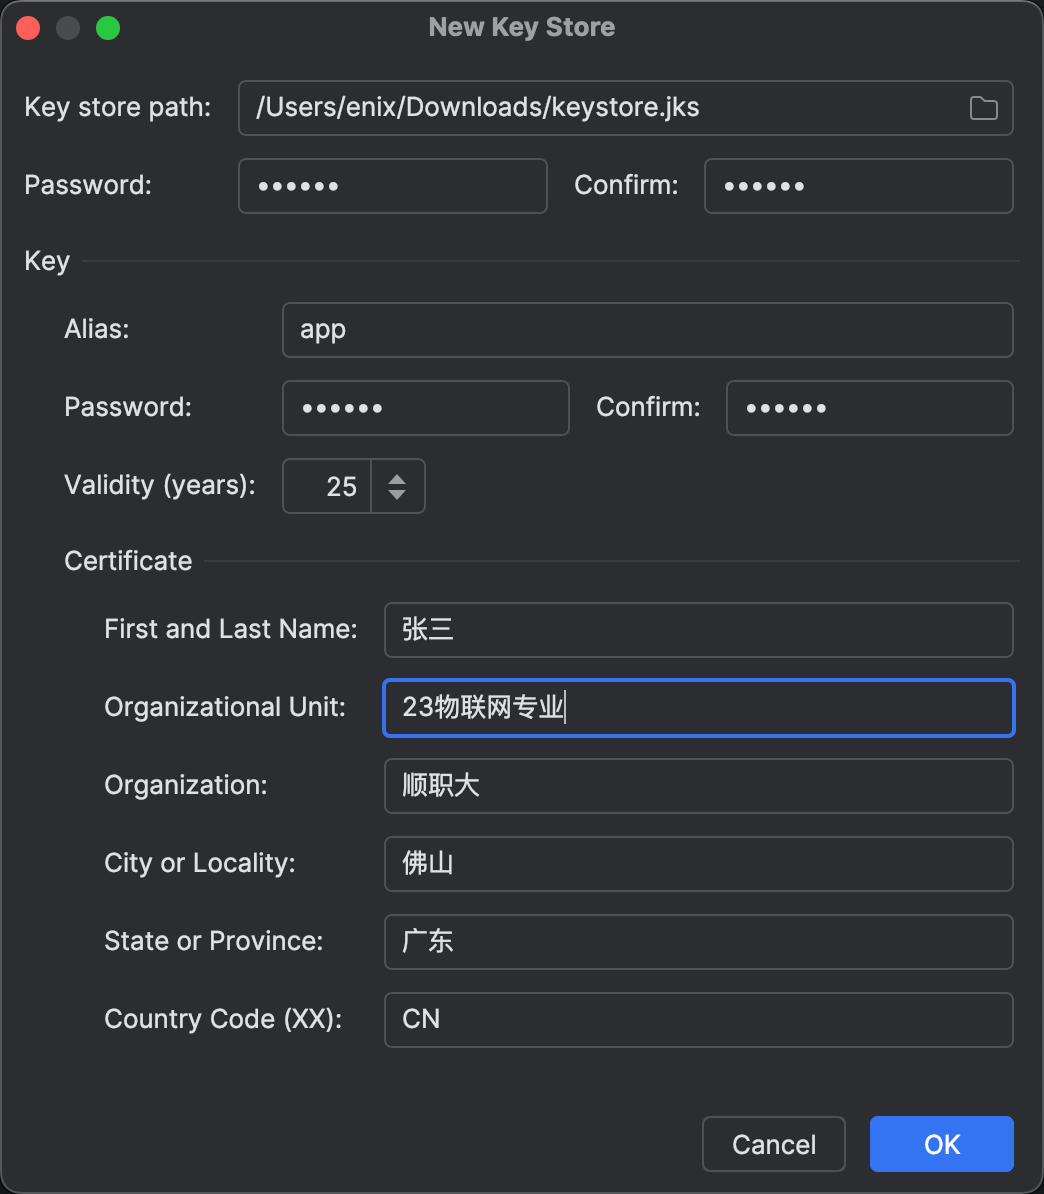 New Key Store
Key store path: /Users/enix/Downloads/keystore.jks
Password: •••••• Confirm: ••••••
Key
Alias: app
Password: •••••• Confirm: ••••••
Validity (years): 25
Certificate
First and Last Name: 张三
Organizational Unit: 23物联网专业
Organization: 顺职大
City or Locality: 佛山
State or Province: 广东
Country Code (XX): CN
Cancel OK